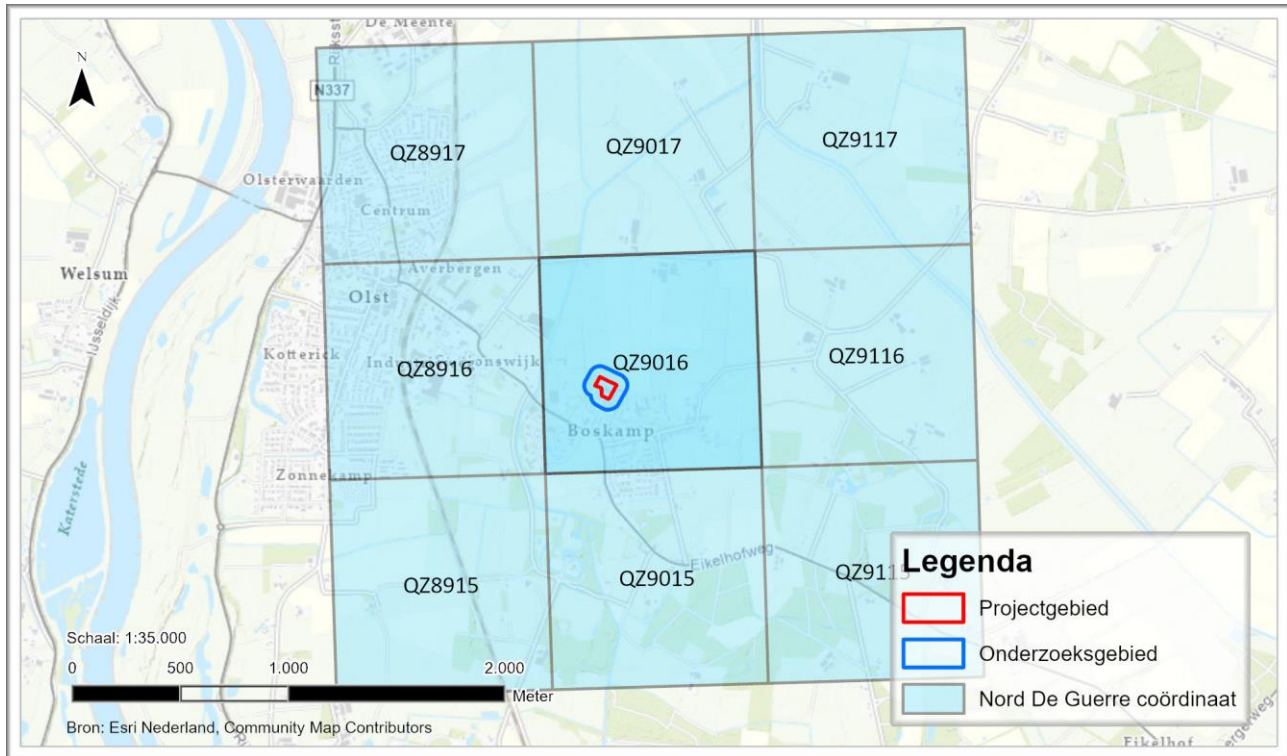 De Meente
Rijksst
N
N337
QZ8917
QZ9017
QZ9117
Olsterwaarden
Centrum
Welsum
Averbergen
Olst
IJsseldijk
Kotterick
QZ8916
QZ9016
QZ9116
Boskamp
Zonnekamp
Katerstede
Eikelhofweg
QZ8915
QZ9015
QZ9115
Legenda
Projectgebied
Onderzoeksgebied
Nord De Guerre coördinaat
Schaal: 1:35.000
0 500 1.000 2.000
Meter
Bron: Esri Nederland, Community Map Contributors
Eikelhof